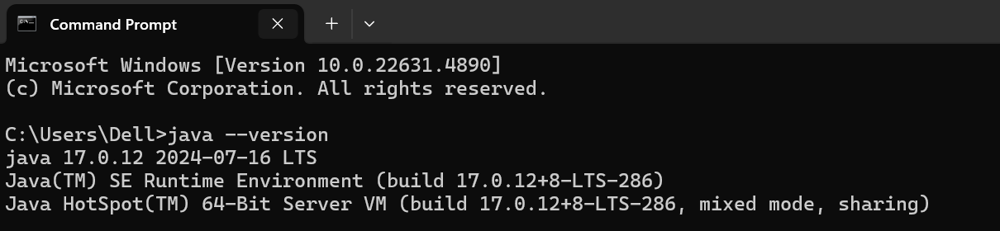 Command Prompt
Microsoft Windows [Version 10.0.22631.4890]
(c) Microsoft Corporation. All rights reserved.
C:\Users\Dell>java --version
java 17.0.12 2024-07-16 LTS
Java(TM) SE Runtime Environment (build 17.0.12+8-LTS-286)
Java HotSpot(TM) 64-Bit Server VM (build 17.0.12+8-LTS-286, mixed mode, sharing)